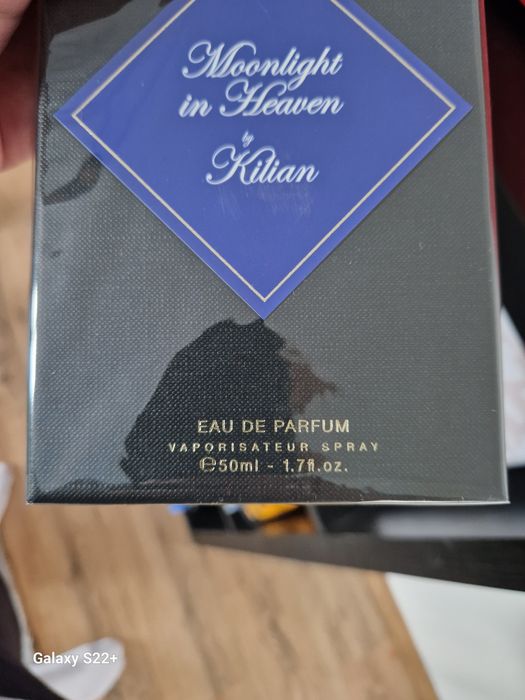 Moonlight
in Heaven
by
Kilian
EAU DE PARFUM
VAPORISATEUR SPRAY
℮50ml - 1.7fl.oz.
Galaxy S22+